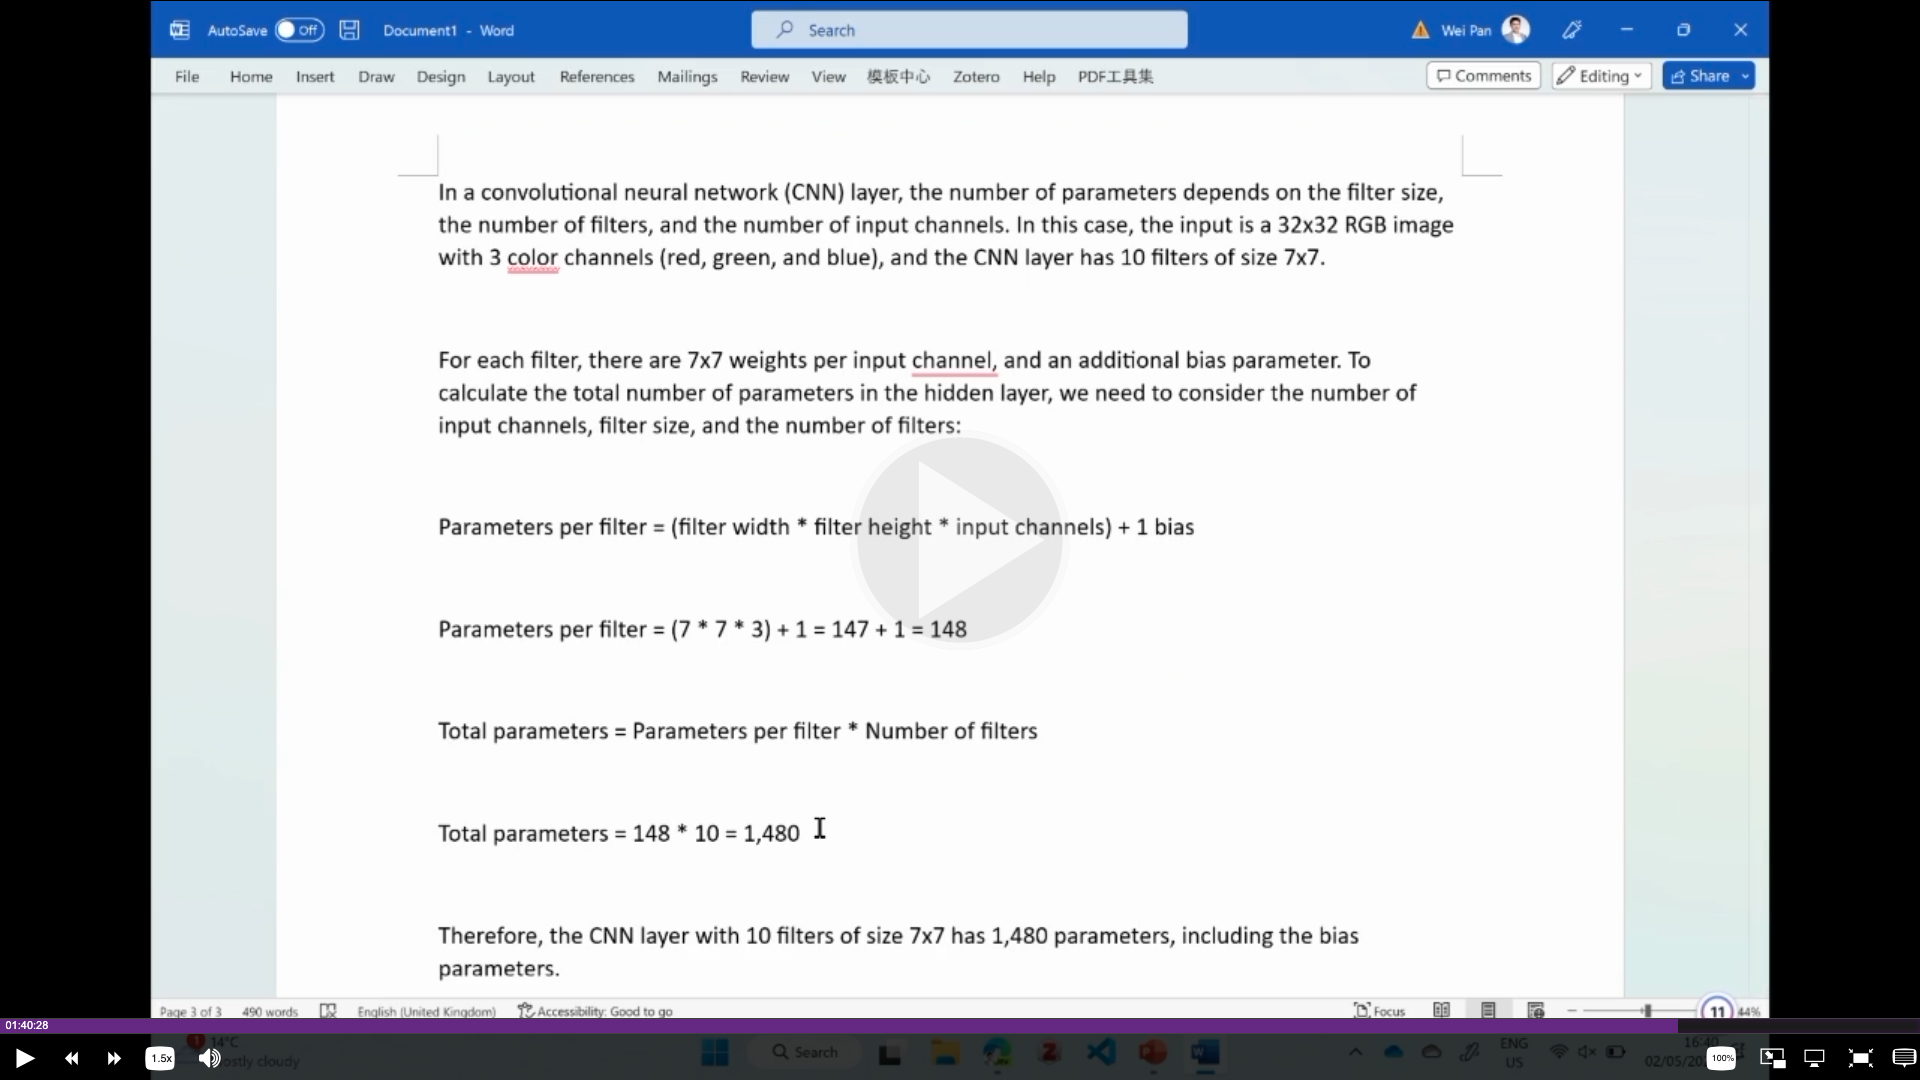 AutoSave Off Document1 - Word Search Wei Pan
File Home Insert Draw Design Layout References Mailings Review View 模板中心 Zotero Help PDF工具集 Comments Editing Share
In a convolutional neural network (CNN) layer, the number of parameters depends on the filter size,
the number of filters, and the number of input channels. In this case, the input is a 32x32 RGB image
with 3 color channels (red, green, and blue), and the CNN layer has 10 filters of size 7x7.
For each filter, there are 7x7 weights per input channel, and an additional bias parameter. To
calculate the total number of parameters in the hidden layer, we need to consider the number of
input channels, filter size, and the number of filters:
Parameters per filter = (filter width * filter height * input channels) + 1 bias
Parameters per filter = (7 * 7 * 3) + 1 = 147 + 1 = 148
Total parameters = Parameters per filter * Number of filters
Total parameters = 148 * 10 = 1,480
Therefore, the CNN layer with 10 filters of size 7x7 has 1,480 parameters, including the bias
parameters.
Page 3 of 3 490 words English (United Kingdom) Accessibility: Good to go Focus 11 44%
01:40:28
1 14°C Search ENG 16:40
1.5x cloudy US 02/05/ 100%